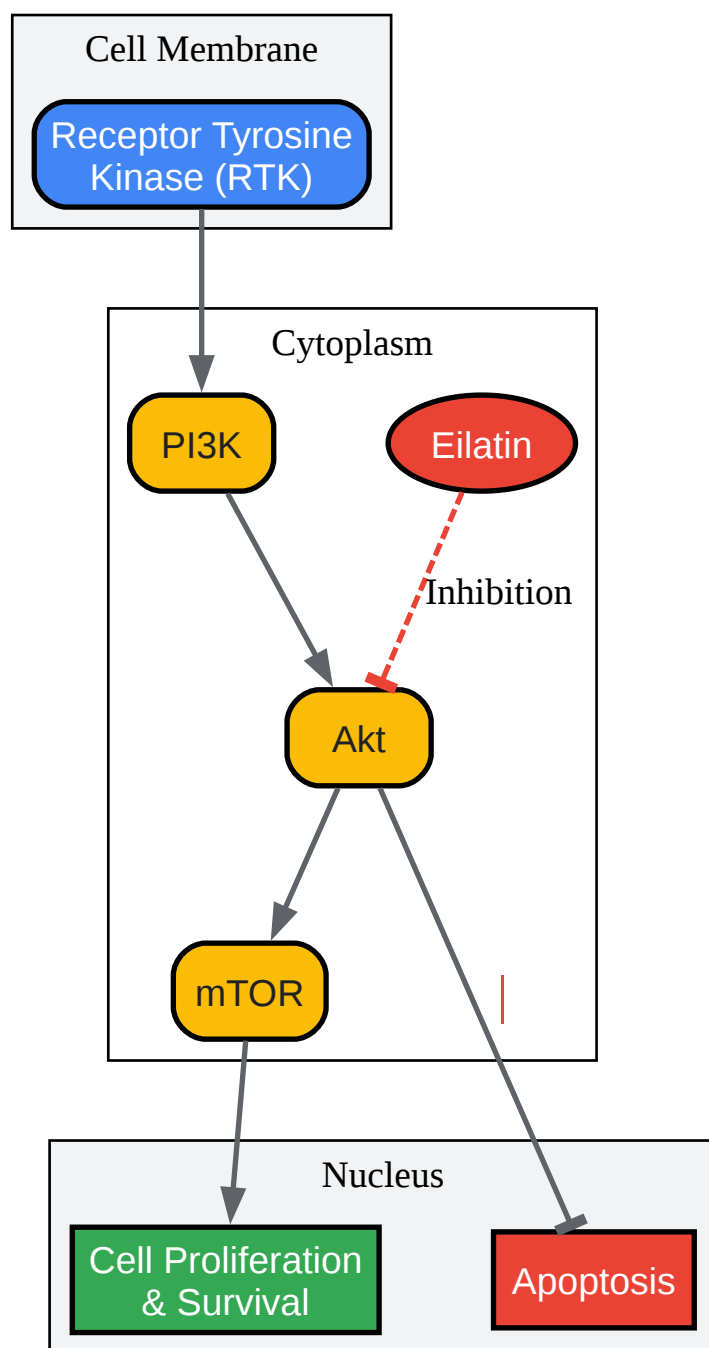 Cell Membrane
Receptor Tyrosine
Kinase (RTK)
Cytoplasm
PI3K
Eilatin
Inhibition
Akt
mTOR
Nucleus
Cell Proliferation
& Survival
Apoptosis